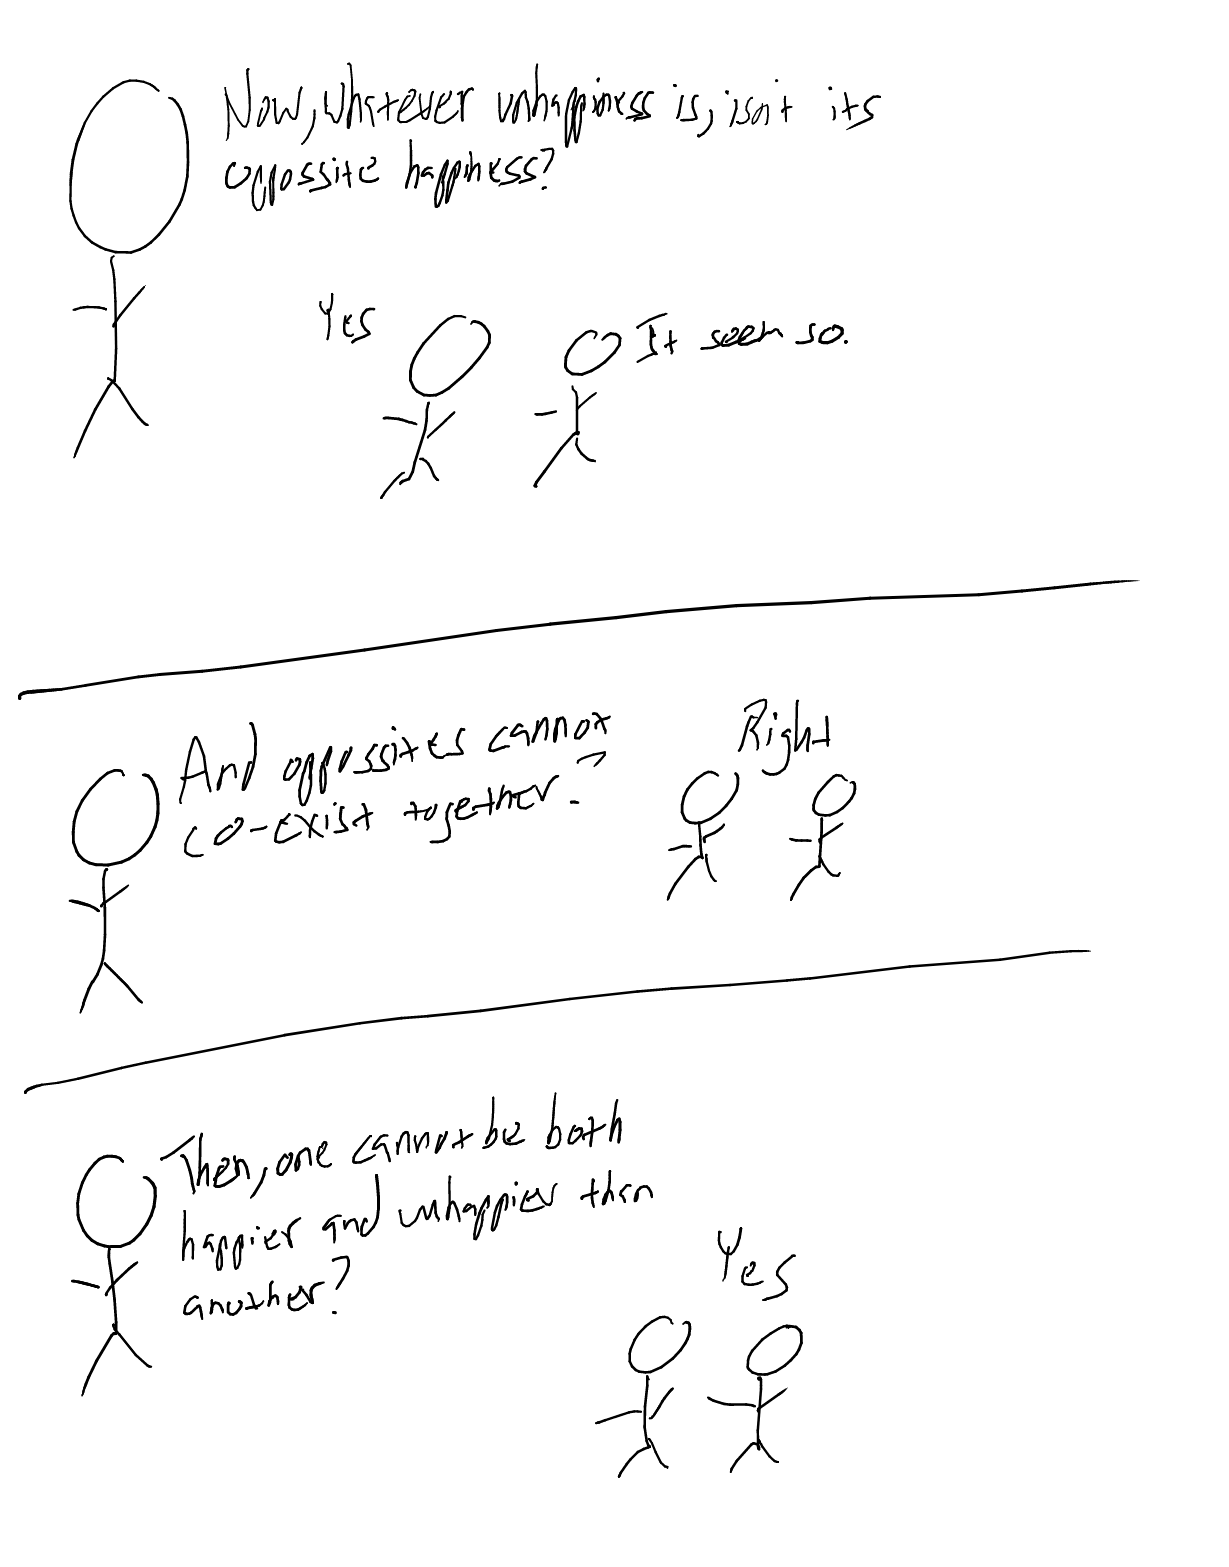 Now, whatever unhappiness is, isn't its
oppossite happiness?
Yes
It seem so.
And oppossites cannot
co-exist together?
Right
Then, one cannot be both
happier and unhappier than
another?
Yes